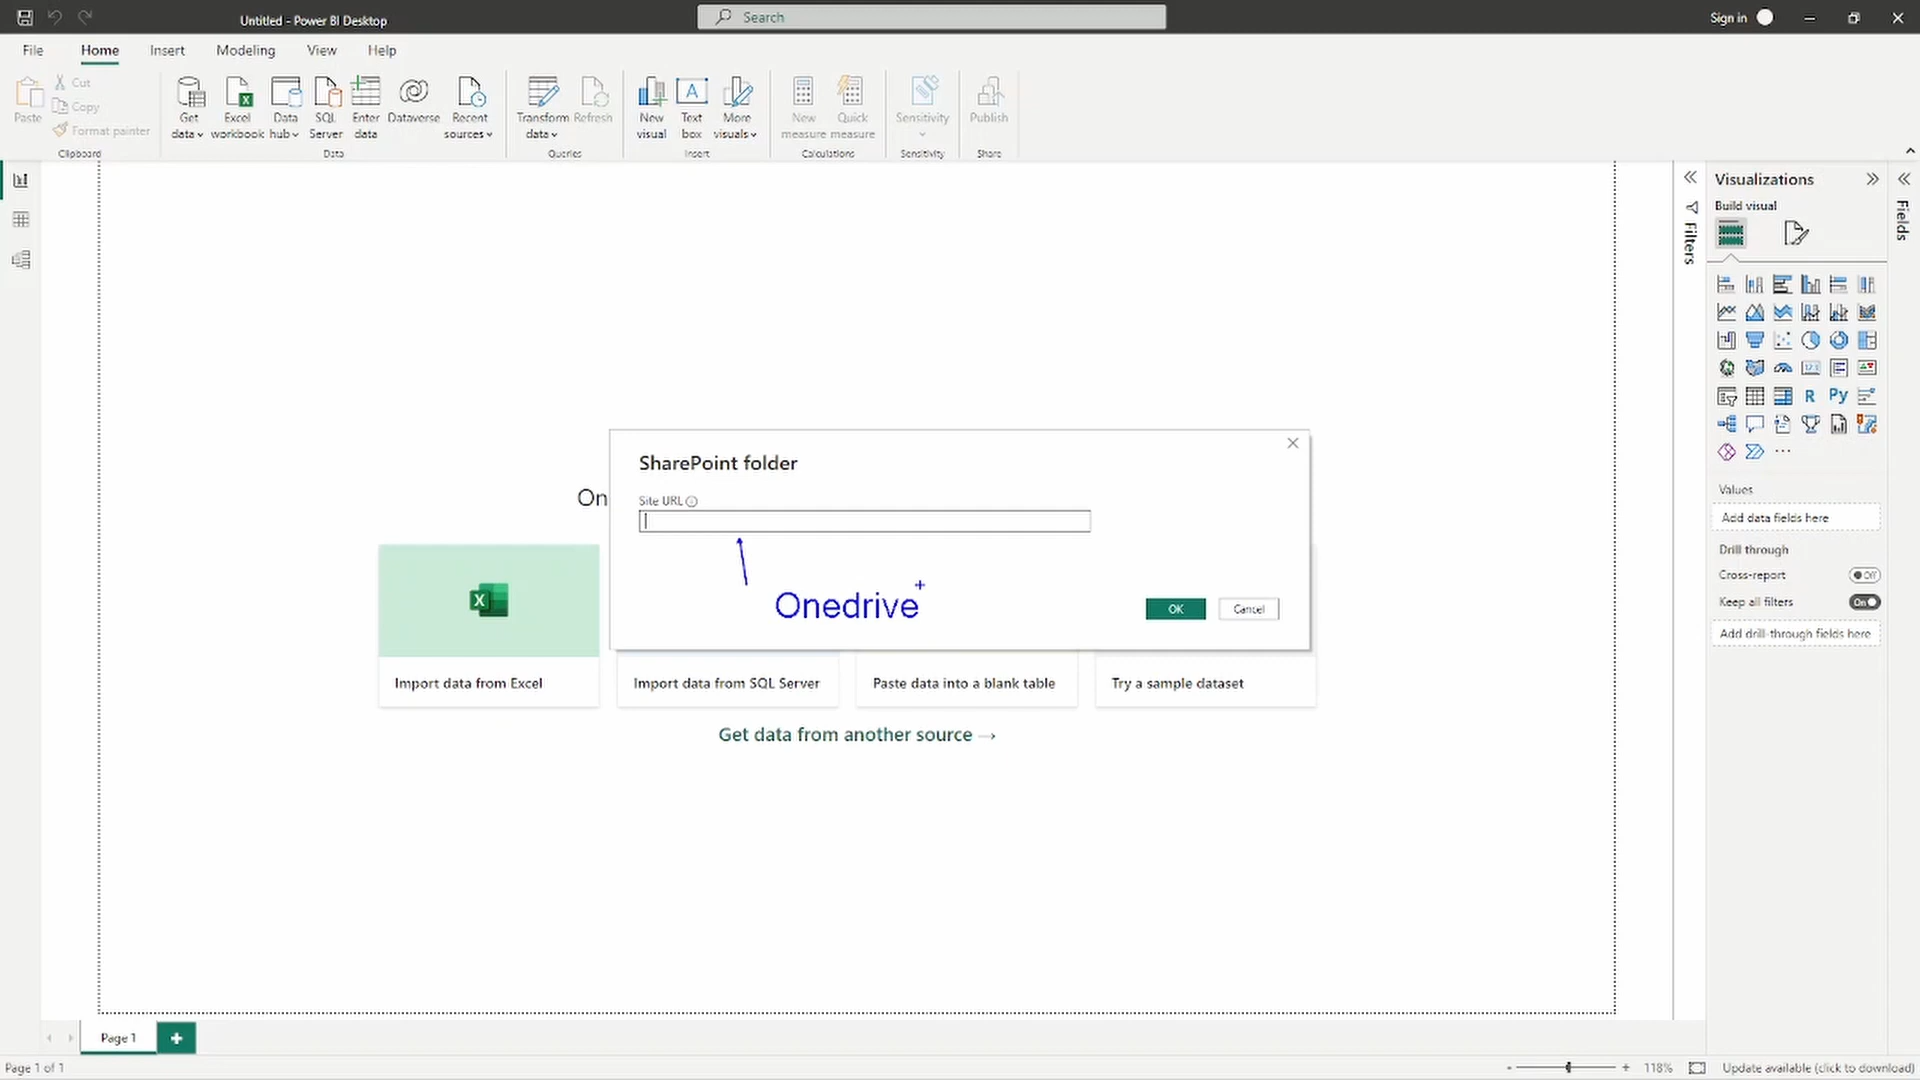 Untitled - Power BI Desktop
Search
Sign in
File Home Insert Modeling View Help
Paste
Cut
Copy
Format painter
Clipboard
Get data
Excel workbook
Data hub
SQL Server
Enter data
Dataverse
Recent sources
Data
Transform data
Refresh
Queries
New visual
Text box
More visuals
Insert
New measure
Quick measure
Calculations
Sensitivity
Sensitivity
Publish
Share
Filters
Visualizations
Build visual
R
Py
123
Values
Add data fields here
Drill through
Cross-report
Off
Keep all filters
On
Add drill-through fields here
Fields
On
SharePoint folder
Site URL
Onedrive
OK
Cancel
Import data from Excel
Import data from SQL Server
Paste data into a blank table
Try a sample dataset
Get data from another source →
Page 1
Page 1 of 1
- + 118%
Update available (click to download)